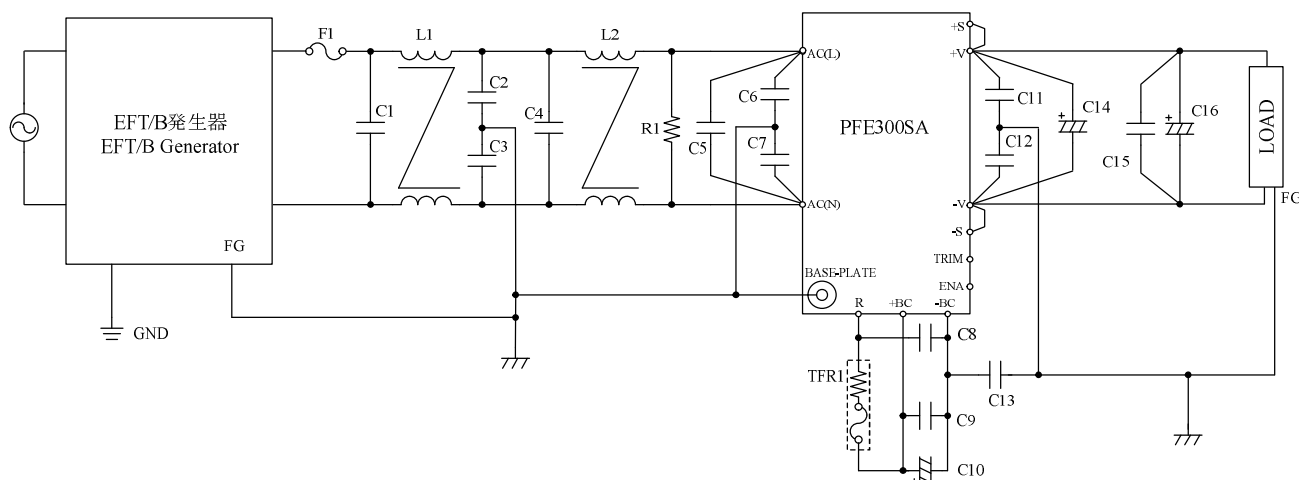 EFT/B発生器
EFT/B Generator
FG
GND
F1
L1
L2
C1
C2
C3
C4
R1
C5
C6
C7
AC(L)
AC(N)
PFE300SA
BASE-PLATE
R
+BC
-BC
+S
+V
-V
-S
TRIM
ENA
C11
C12
+
C14
C15
+
C16
LOAD
FG
TFR1
C8
C13
C9
+
C10